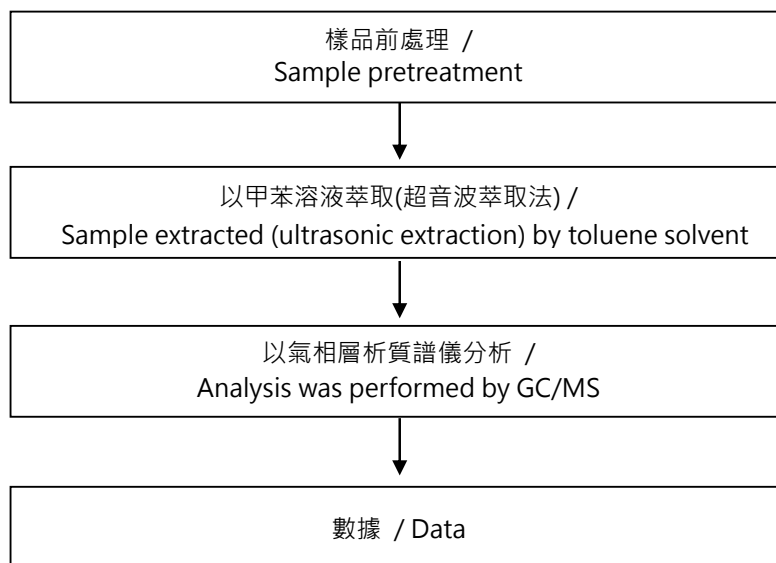 樣品前處理 /
Sample pretreatment
以甲苯溶液萃取(超音波萃取法) /
Sample extracted (ultrasonic extraction) by toluene solvent
以氣相層析質譜儀分析 /
Analysis was performed by GC/MS
數據 / Data